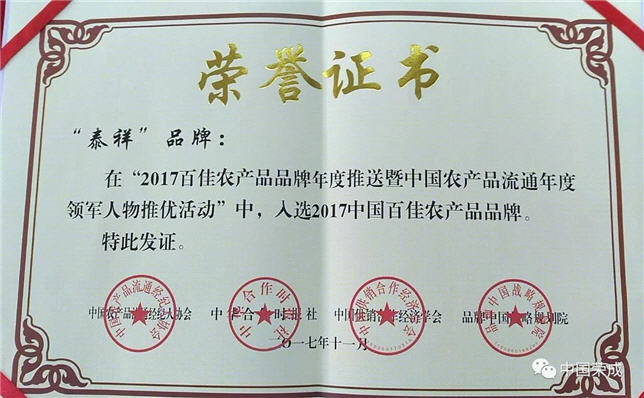 荣誉证书
“泰祥”品牌：
在“2017百佳农产品品牌年度推送暨中国农产品流通年度
领军人物推优活动”中，入选2017中国百佳农产品品牌。
特此发证。
中国农产品流通经纪人协会 中华合作时报社 中国供销合作经济学会 品牌中国战略规划院
二〇一七年十一月
中国荣成